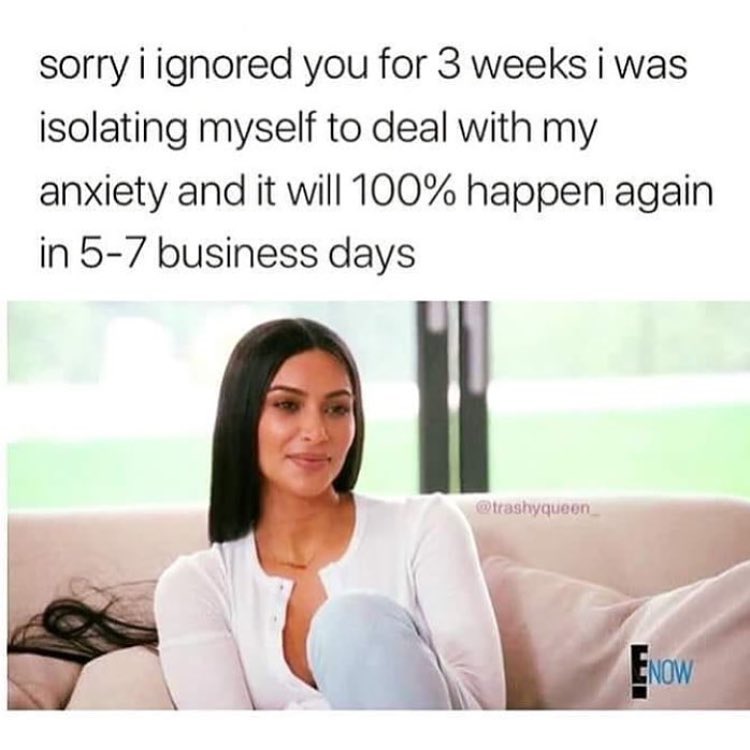 sorry i ignored you for 3 weeks i was
isolating myself to deal with my
anxiety and it will 100% happen again
in 5-7 business days
@trashyqueen_
E! NOW